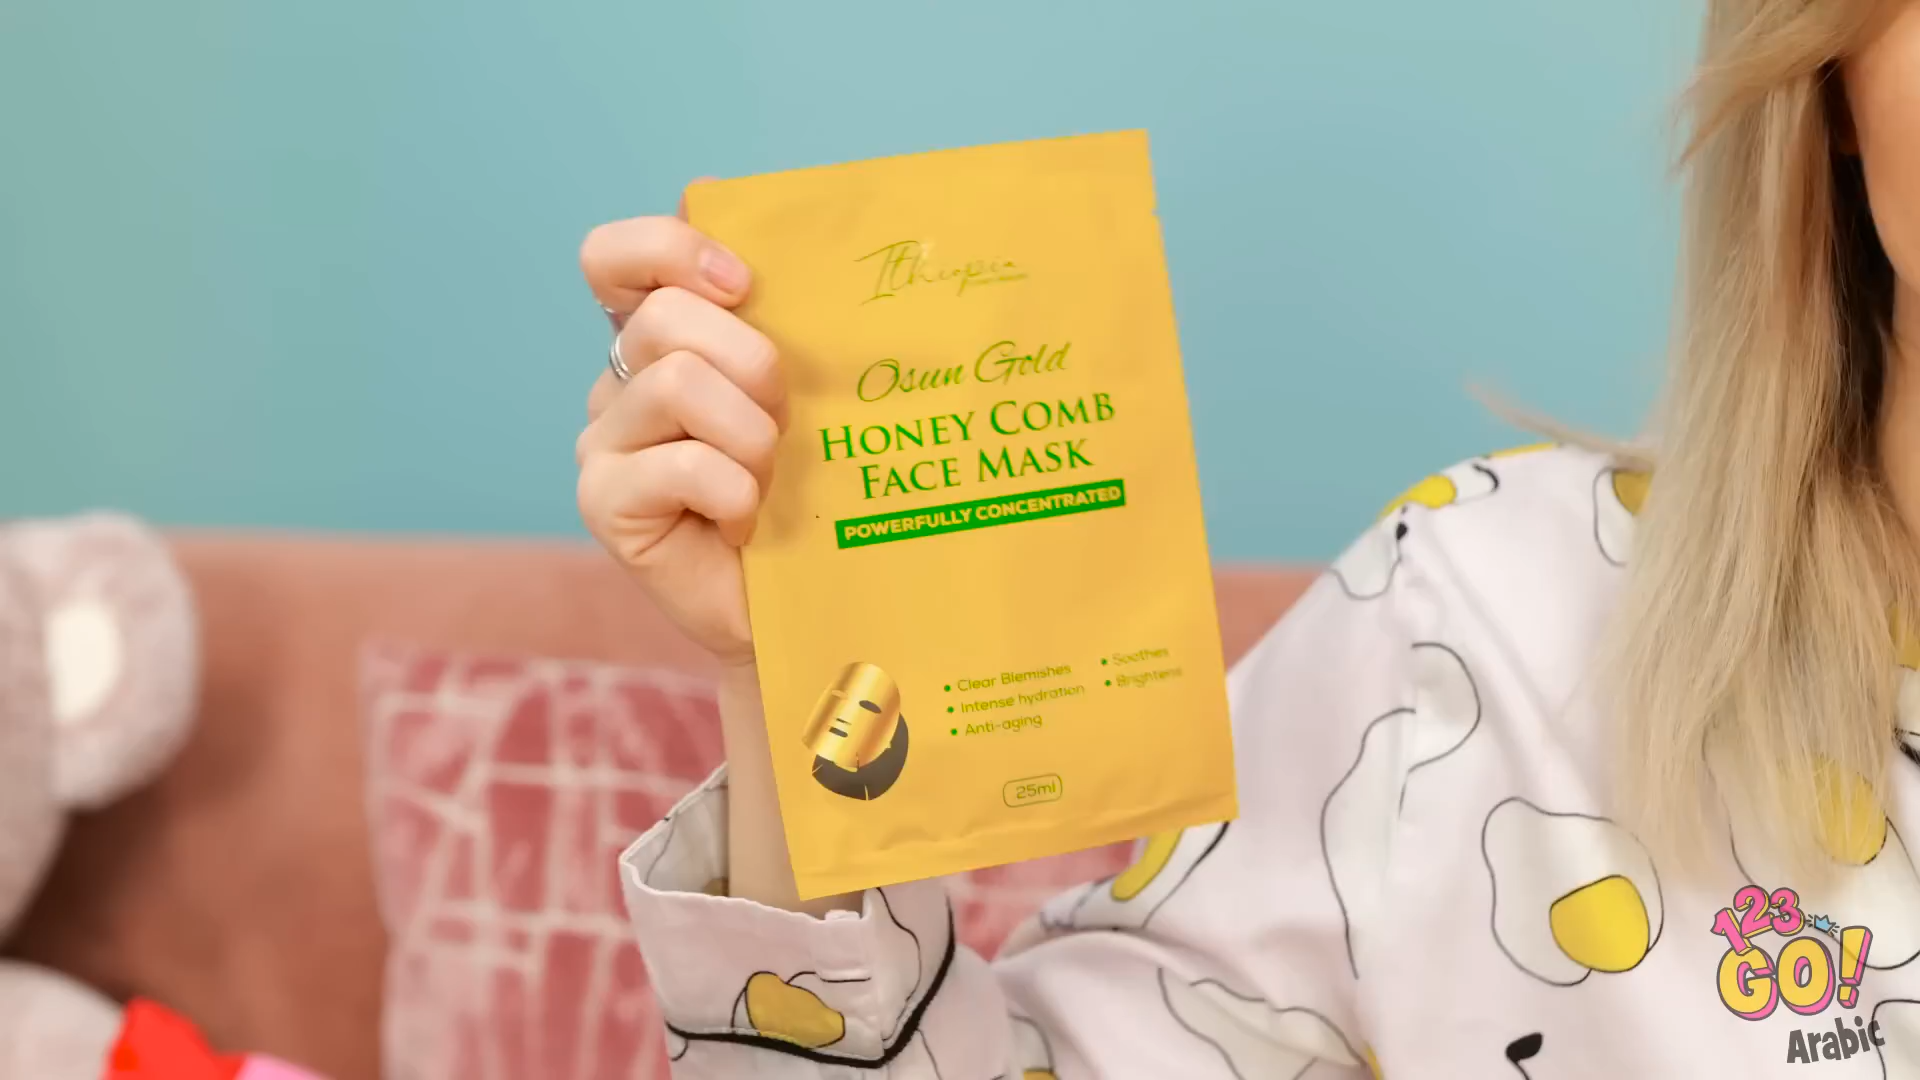 Ithiopia
Osun Gold
HONEY COMB
FACE MASK
POWERFULLY CONCENTRATED
• Clear Blemishes
• Intense hydration
• Anti-aging
• Soothes
• Brightens
25ml
123
GO!
Arabic